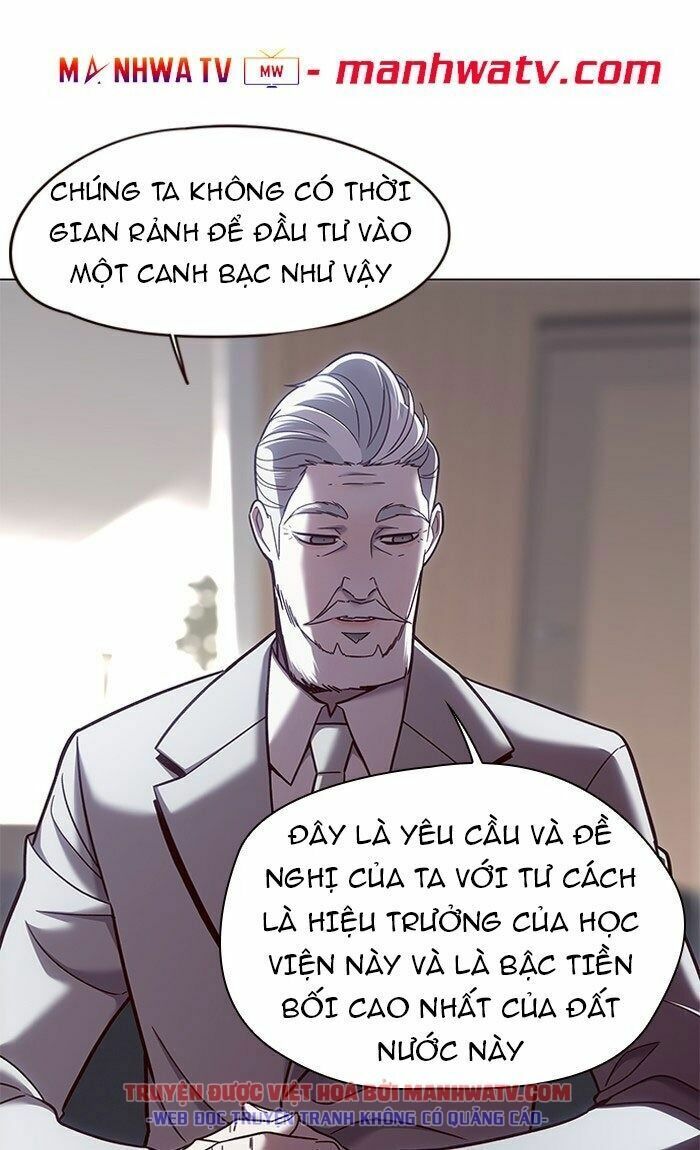 MANHWA TV MW - manhwatv.com
CHÚNG TA KHÔNG CÓ THỜI
GIAN RẢNH ĐỂ ĐẦU TƯ VÀO
MỘT CANH BẠC NHƯ VẬY
ĐÂY LÀ YÊU CẦU VÀ ĐỀ
NGHỊ CỦA TA VỚI TƯ CÁCH
LÀ HIỆU TRƯỞNG CỦA HỌC
VIỆN NÀY VÀ LÀ BẬC TIỀN
BỐI CAO NHẤT CỦA ĐẤT
NƯỚC NÀY
TRUYỆN ĐƯỢC VIỆT HOA BỞI MANHWATV.COM
-WEB ĐỌC TRUYỆN TRANH KHÔNG CÓ QUẢNG CÁO-